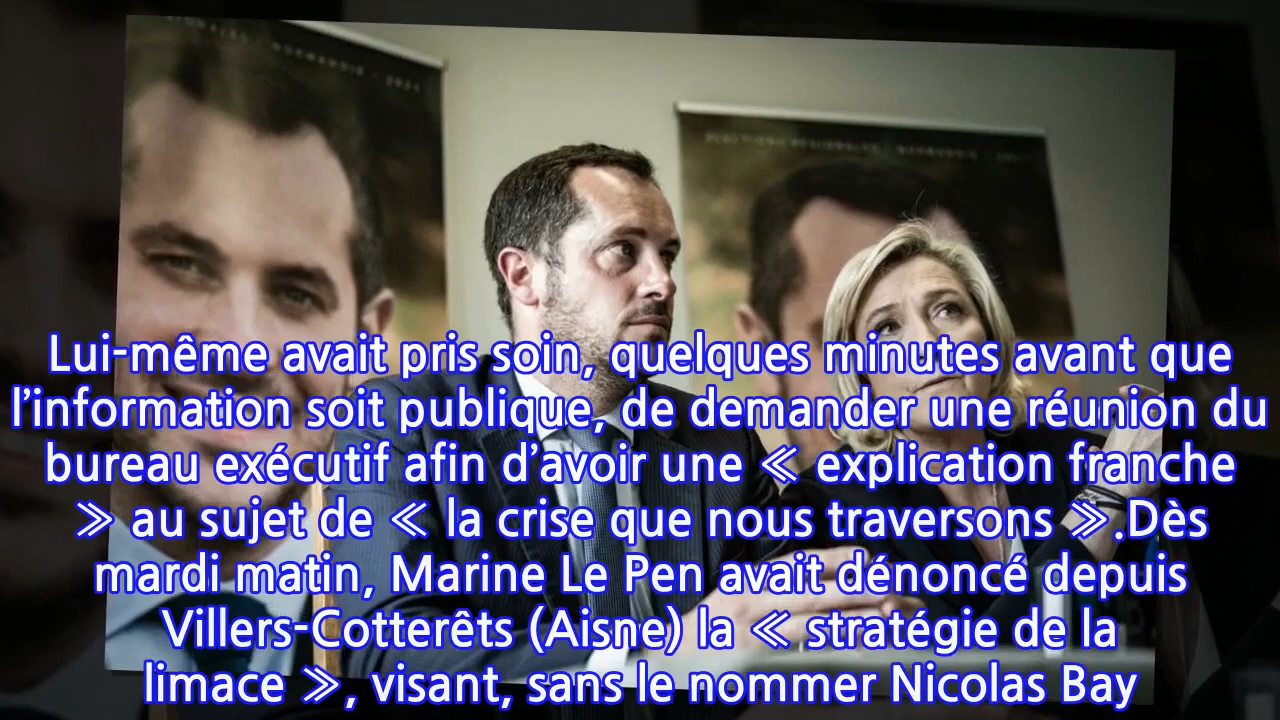 Lui-même avait pris soin, quelques minutes avant que
l'information soit publique, de demander une réunion du
bureau exécutif afin d'avoir une « explication franche
» au sujet de « la crise que nous traversons ».Dès
mardi matin, Marine Le Pen avait dénoncé depuis
Villers-Cotterêts (Aisne) la « stratégie de la
limace », visant, sans le nommer Nicolas Bay